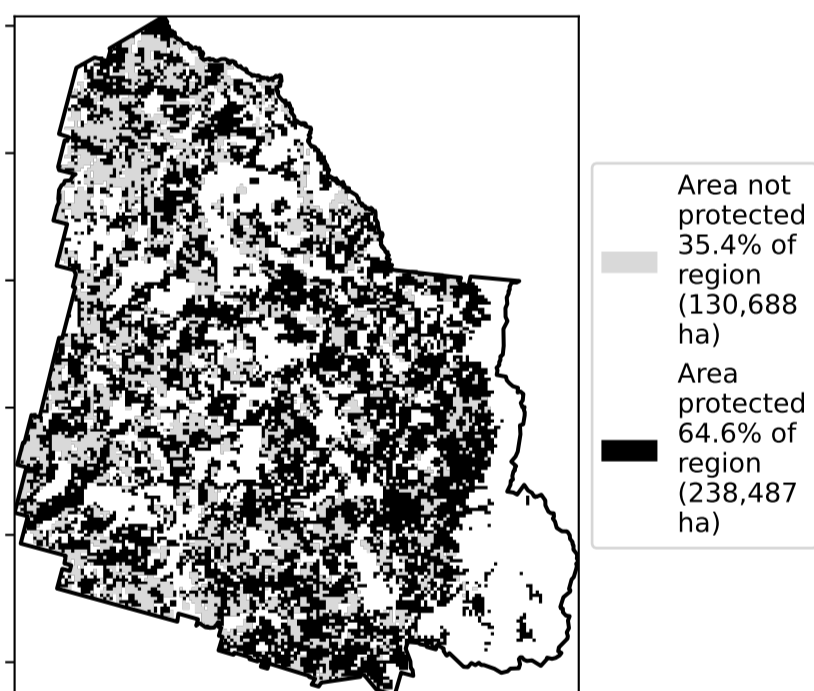 Area not
protected
35.4% of
region
(130,688
ha)
Area
protected
64.6% of
region
(238,487
ha)